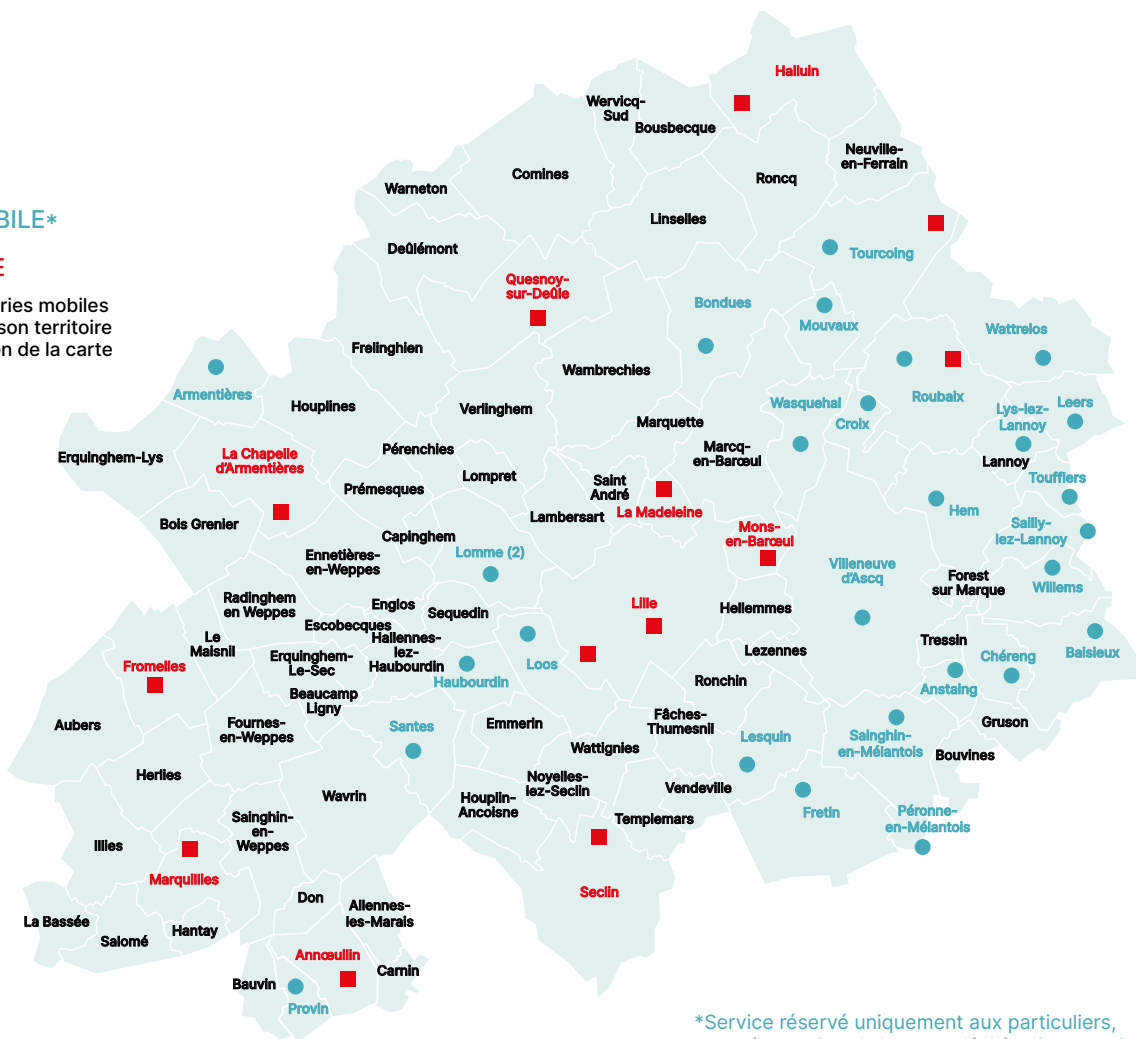 Halluin
Wervicq-
Sud
Bousbecque
Neuville-
en-Ferrain
Comines
Roncq
Warneton
Linselles
BILE*
Deûlémont
Tourcoing
E
Quesnoy-
sur-Deûle
Bondues
ries mobiles
son territoire
on de la carte
Mouvaux
Wattrelos
Frelinghien
Wambrechies
Armentières
Houplines
Verlinghem
Wasquehal
Roubaix
Leers
Lys-lez-
Lannoy
Marquette
Croix
Erquinghem-Lys
La Chapelle
d'Armentières
Pérenchies
Marcq-
en-Barœul
Lannoy
Prémesques
Lompret
Saint
André
Toufflers
Bois Grenier
Lambersart
La Madeleine
Hem
Capinghem
Mons-
en-Barœul
Sailly-
lez-Lannoy
Ennetières-
en-Weppes
Lomme (2)
Villeneuve
d'Ascq
Forest
sur Marque
Willems
Radinghem
en Weppes
Englos
Sequedin
Lille
Hellemmes
Escobecques
Le
Maisnil
Hallennes-
lez-
Haubourdin
Tressin
Baisieux
Fromelles
Erquinghem-
Le-Sec
Loos
Lezennes
Chéreng
Haubourdin
Ronchin
Anstaing
Beaucamp
Ligny
Aubers
Fournes-
en-Weppes
Santes
Emmerin
Fâches-
Thumesnil
Lesquin
Sainghin-
en-Mélantois
Gruson
Wattignies
Bouvines
Herlies
Noyelles-
lez-Seclin
Vendeville
Wavrin
Houplin-
Ancoisne
Templemars
Fretin
Péronne-
en-Mélantois
Sainghin-
en-
Weppes
Illies
Marquillies
Seclin
Don
Allennes-
les-Marais
La Bassée
Salomé
Hantay
Annœullin
Carnin
Bauvin
Provin
*Service réservé uniquement aux particuliers,